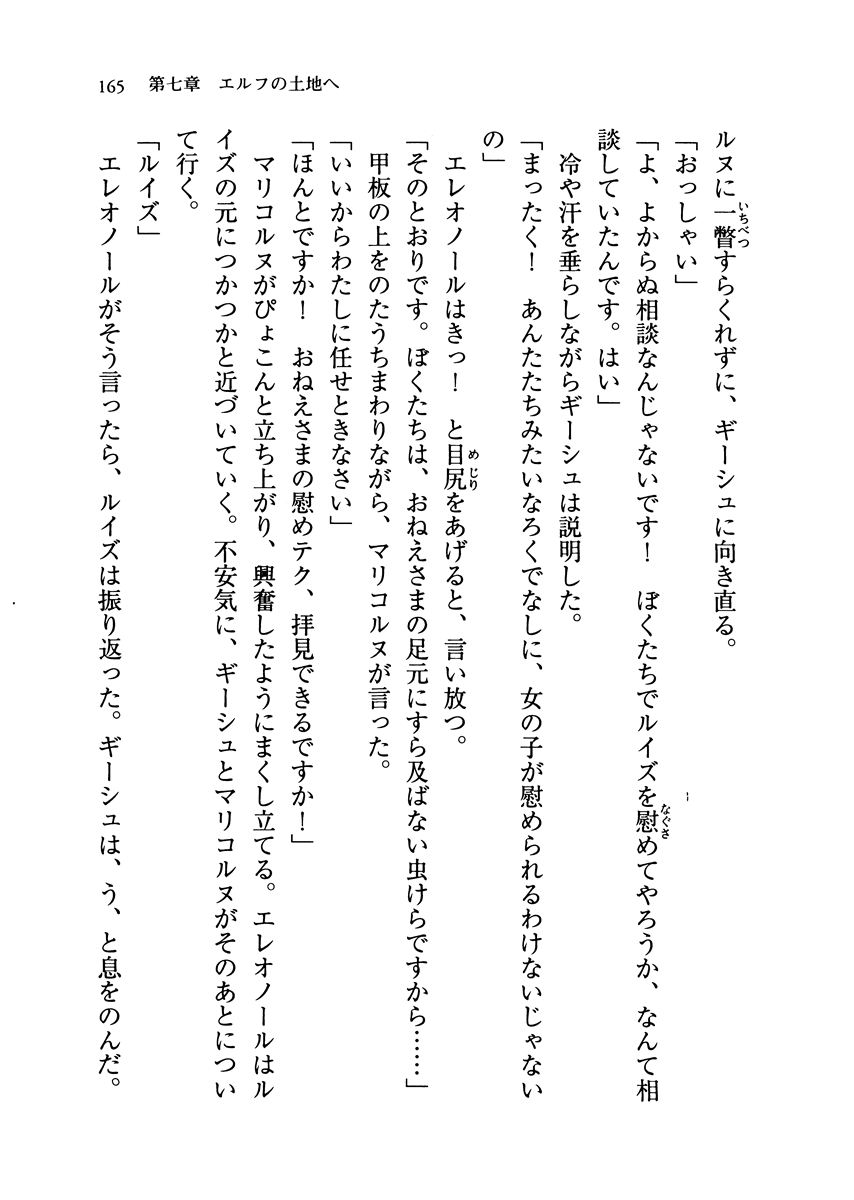 165　第七章　エルフの土地へ
ルヌに一瞥すらくれずに、ギーシュに向き直る。
「おっしゃい」
「よ、よからぬ相談なんじゃないです！　ぼくたちでルイズを慰めてやろうか、なんて相
談していたんです。はい」
　冷や汗を垂らしながらギーシュは説明した。
「まったく！　あんたたちみたいなろくでなしに、女の子が慰められるわけないじゃない
の」
　エレオノールはきっ！　と目尻をあげると、言い放つ。
「そのとおりです。ぼくたちは、おねえさまの足元にすら及ばない虫けらですから……」
　甲板の上をのたうちまわりながら、マリコルヌが言った。
「いいからわたしに任せときなさい」
「ほんとですか！　おねえさまの慰めテク、拝見できるですか！」
　マリコルヌがぴょこんと立ち上がり、興奮したようにまくし立てる。エレオノールはル
イズの元につかつかと近づいていく。不安気に、ギーシュとマリコルヌがそのあとについ
て行く。
「ルイズ」
　エレオノールがそう言ったら、ルイズは振り返った。ギーシュは、う、と息をのんだ。